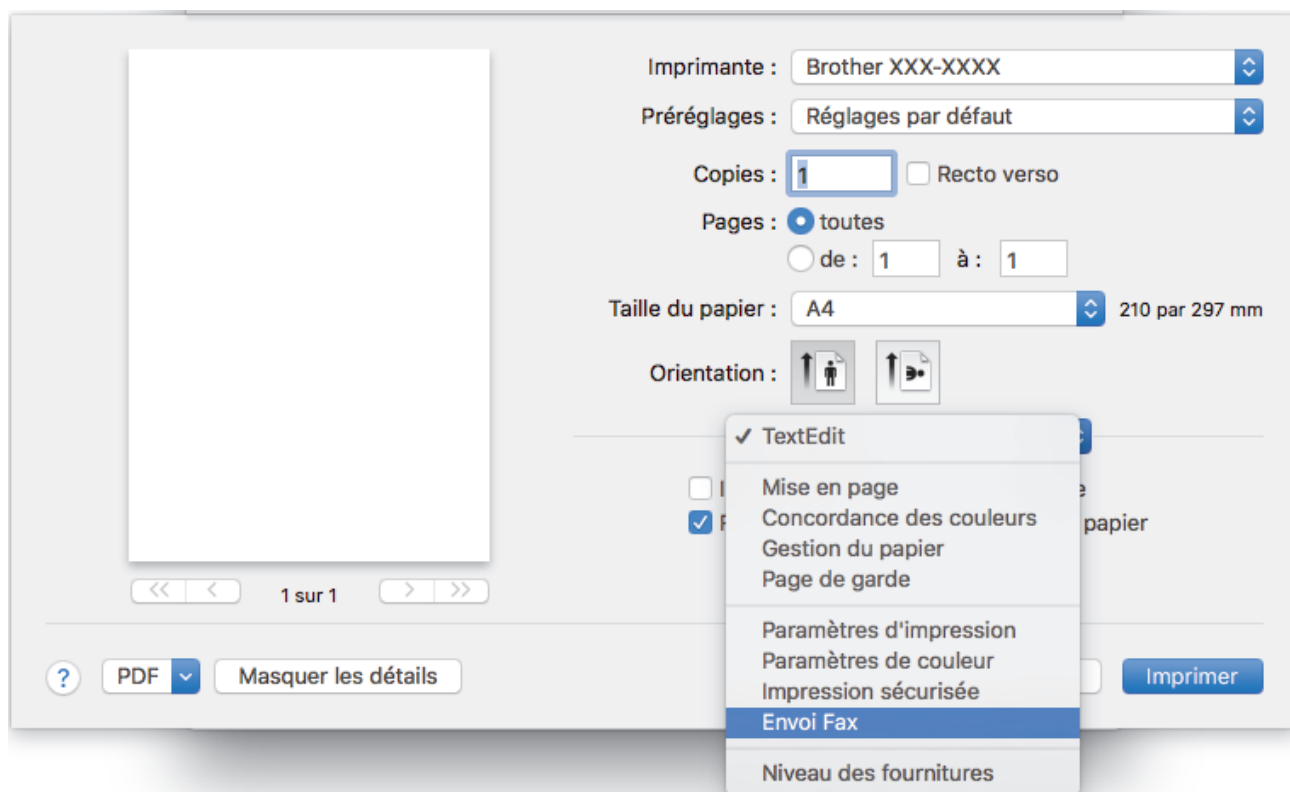 Imprimante : Brother XXX-XXXX
Préréglages : Réglages par défaut
Copies : 1 Recto verso
Pages : toutes
de : 1 à : 1
Taille du papier : A4 210 par 297 mm
Orientation :
✓ TextEdit
Mise en page
Concordance des couleurs
papier
Gestion du papier
Page de garde
1 sur 1
Paramètres d'impression
Paramètres de couleur
? PDF Masquer les détails Imprimer
Impression sécurisée
Envoi Fax
Niveau des fournitures